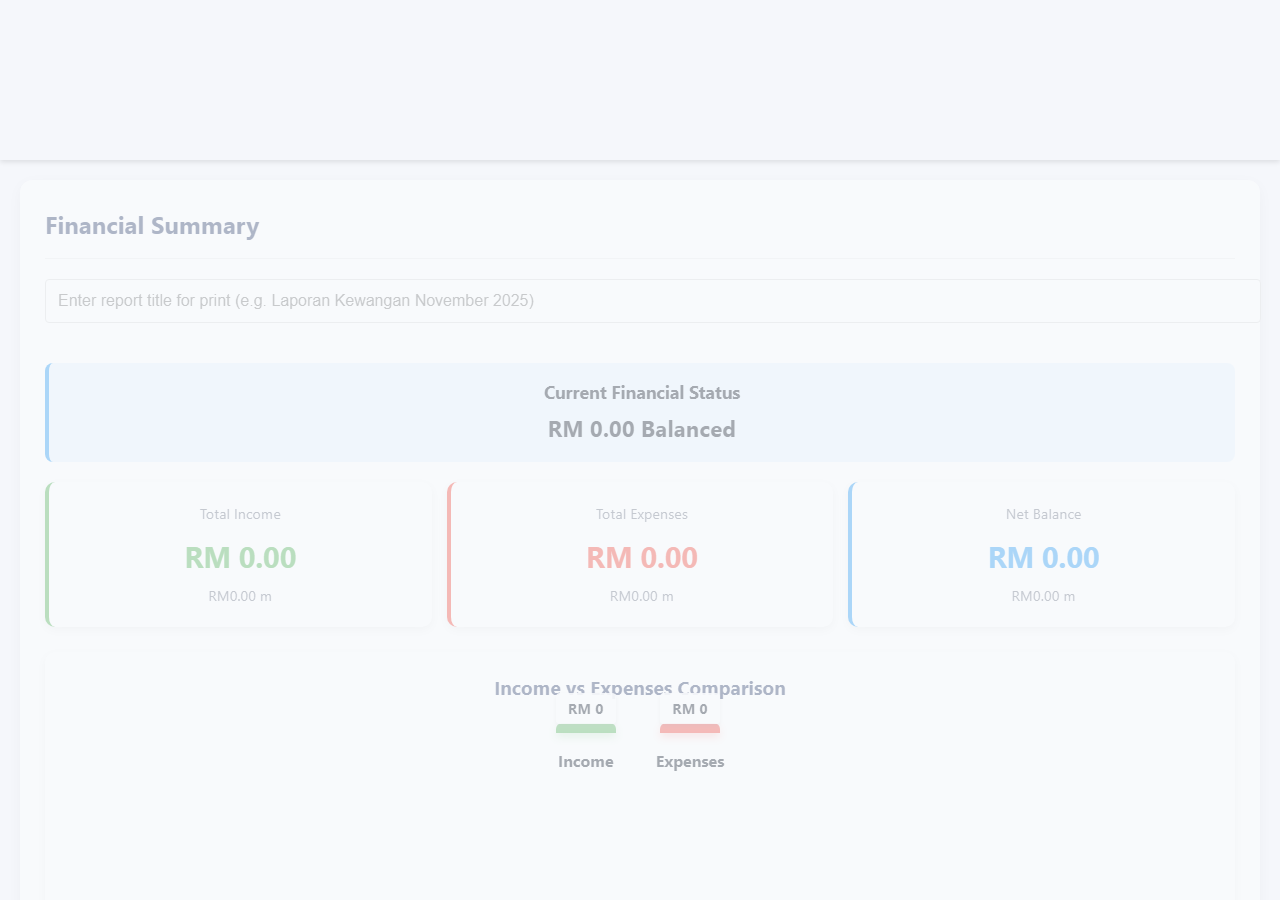 Financial Summary
Enter report title for print (e.g. Laporan Kewangan November 2025)
Current Financial Status
RM 0.00 Balanced
Total Income
RM 0.00
RM0.00 m
Total Expenses
RM 0.00
RM0.00 m
Net Balance
RM 0.00
RM0.00 m
Income vs Expenses Comparison
RM 0
RM 0
Income
Expenses